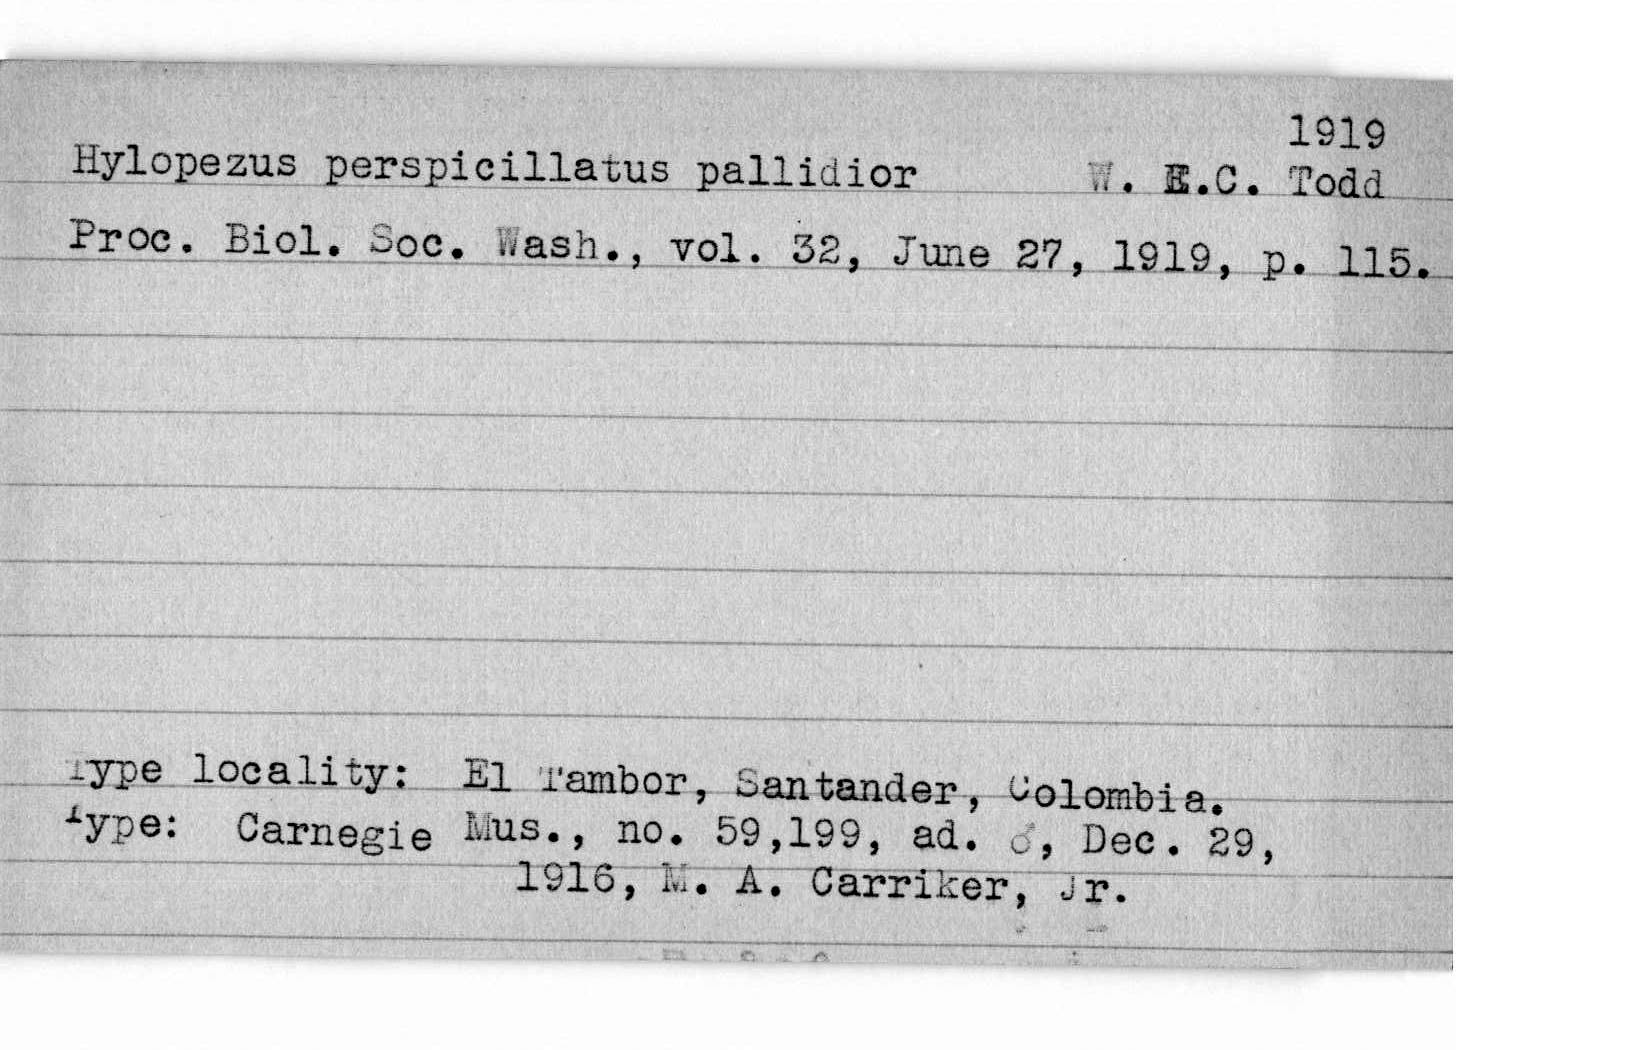 1919
Hylopezus perspicillatus pallidior W. E.C. Todd
Proc. Biol. Soc. Wash., vol. 32, June 27, 1919, p. 115.
Type locality: El Tambor, Santander, Colombia.
Type: Carnegie Mus., no. 59,199, ad. ♂, Dec. 29,
1916, M. A. Carriker, Jr.